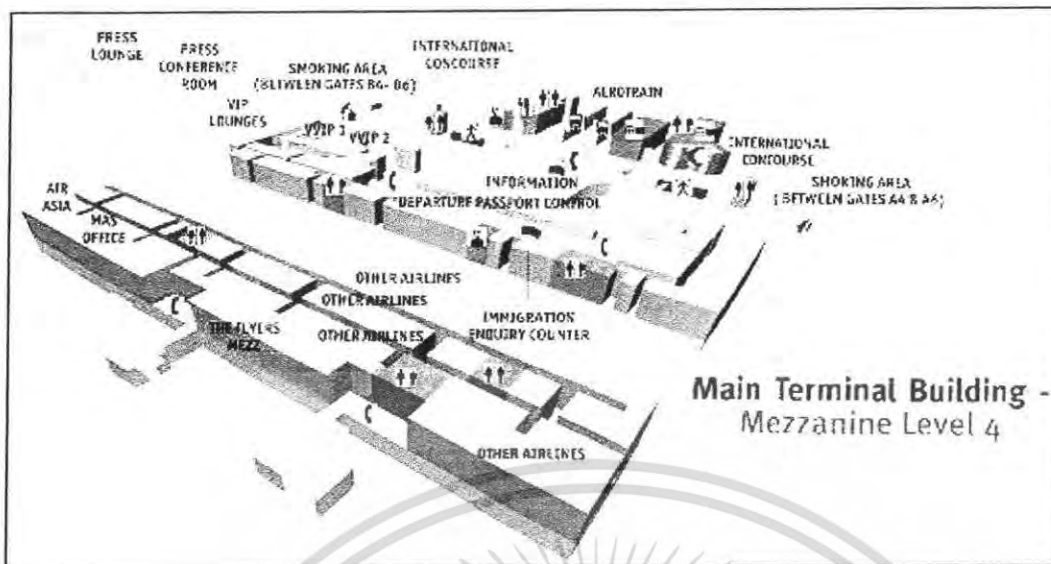 PRESS
LOUNGE
PRESS
CONFERENCE
ROOM
SMOKING AREA
(BETWEEN GATES B4- B6)
INTERNATIONAL
CONCOURSE
AEROTRAIN
VIP
LOUNGES
VVIP 1
VVIP 2
INTERNATIONAL
CONCOURSE
SMOKING AREA
(BETWEEN GATES A4 & A6)
INFORMATION
DEPARTURE PASSPORT CONTROL
AIR
ASIA
MAS
OFFICE
OTHER AIRLINES
OTHER AIRLINES
OTHER AIRLINES
IMMIGRATION
ENQUIRY COUNTER
THE FLYERS
MEZZ
OTHER AIRLINES
Main Terminal Building -
Mezzanine Level 4